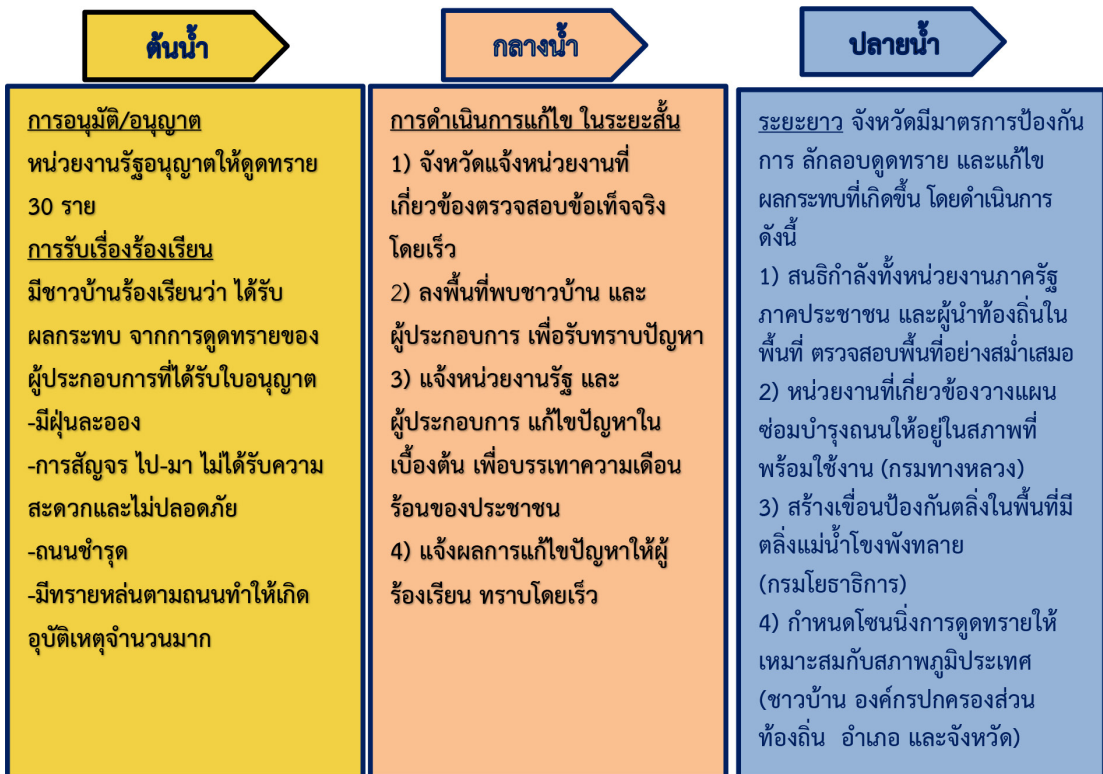 ต้นน้ำ
การอนุมัติ/อนุญาต
หน่วยงานรัฐอนุญาตให้ดูดทราย
30 ราย
การรับเรื่องร้องเรียน
มีชาวบ้านร้องเรียนว่า ได้รับ
ผลกระทบ จากการดูดทรายของ
ผู้ประกอบการที่ได้รับใบอนุญาต
-มีฝุ่นละออง
-การสัญจร ไป-มา ไม่ได้รับความ
สะดวกและไม่ปลอดภัย
-ถนนชำรุด
-มีทรายหล่นตามถนนทำให้เกิด
อุบัติเหตุจำนวนมาก
กลางน้ำ
การดำเนินการแก้ไข ในระยะสั้น
1) จังหวัดแจ้งหน่วยงานที่
เกี่ยวข้องตรวจสอบข้อเท็จจริง
โดยเร็ว
2) ลงพื้นที่พบชาวบ้าน และ
ผู้ประกอบการ เพื่อรับทราบปัญหา
3) แจ้งหน่วยงานรัฐ และ
ผู้ประกอบการ แก้ไขปัญหาใน
เบื้องต้น เพื่อบรรเทาความเดือน
ร้อนของประชาชน
4) แจ้งผลการแก้ไขปัญหาให้ผู้
ร้องเรียน ทราบโดยเร็ว
ปลายน้ำ
ระยะยาว จังหวัดมีมาตรการป้องกัน
การ ลักลอบดูดทราย และแก้ไข
ผลกระทบที่เกิดขึ้น โดยดำเนินการ
ดังนี้
1) สนธิกำลังทั้งหน่วยงานภาครัฐ
ภาคประชาชน และผู้นำท้องถิ่นใน
พื้นที่ ตรวจสอบพื้นที่อย่างสม่ำเสมอ
2) หน่วยงานที่เกี่ยวข้องวางแผน
ซ่อมบำรุงถนนให้อยู่ในสภาพที่
พร้อมใช้งาน (กรมทางหลวง)
3) สร้างเขื่อนป้องกันตลิ่งในพื้นที่มี
ตลิ่งแม่น้ำโขงพังทลาย
(กรมโยธาธิการ)
4) กำหนดโซนนิ่งการดูดทรายให้
เหมาะสมกับสภาพภูมิประเทศ
(ชาวบ้าน องค์กรปกครองส่วน
ท้องถิ่น อำเภอ และจังหวัด)